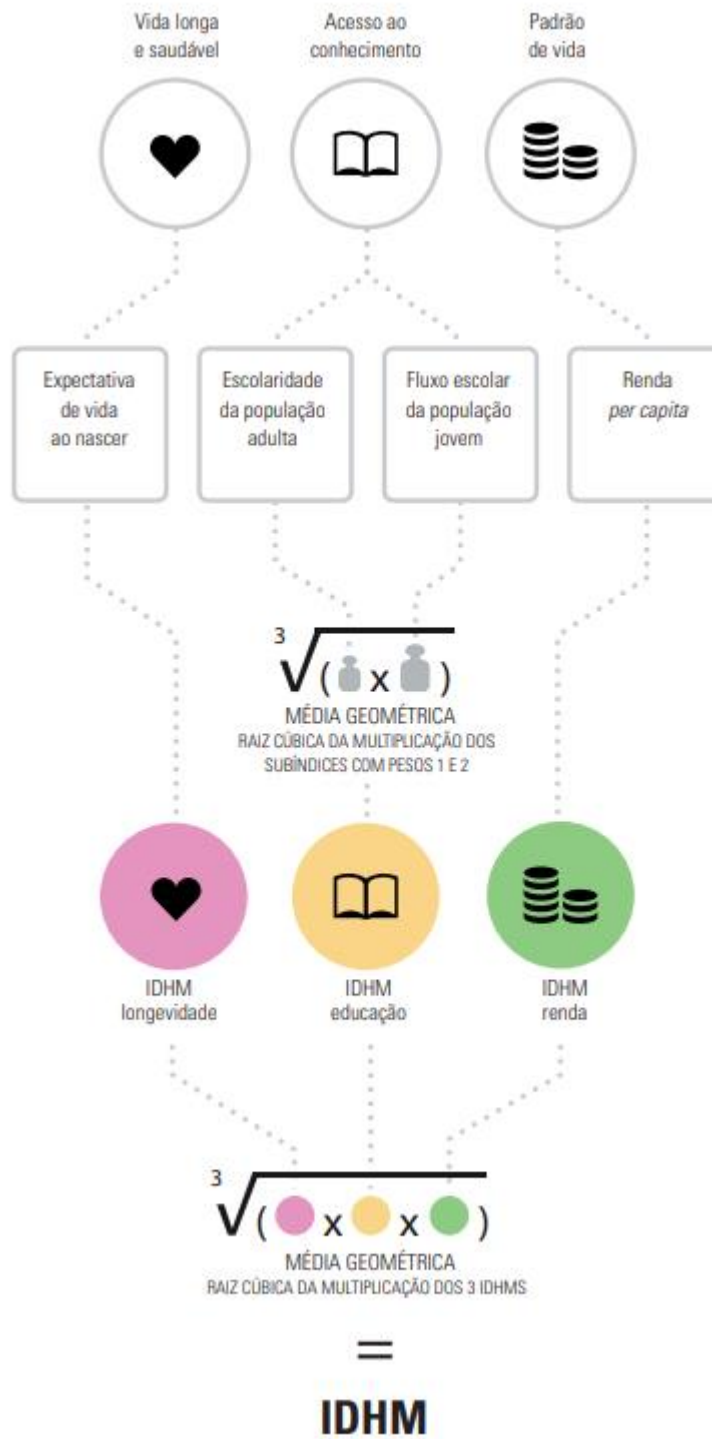 Vida longa
e saudável
Acesso ao
conhecimento
Padrão
de vida
Expectativa
de vida
ao nascer
Escolaridade
da população
adulta
Fluxo escolar
da população
jovem
Renda
per capita
3√( x )
MÉDIA GEOMÉTRICA
RAIZ CÚBICA DA MULTIPLICAÇÃO DOS
SUBÍNDICES COM PESOS 1 E 2
IDHM
longevidade
IDHM
educação
IDHM
renda
3√( x x )
MÉDIA GEOMÉTRICA
RAIZ CÚBICA DA MULTIPLICAÇÃO DOS 3 IDHMS
=
IDHM